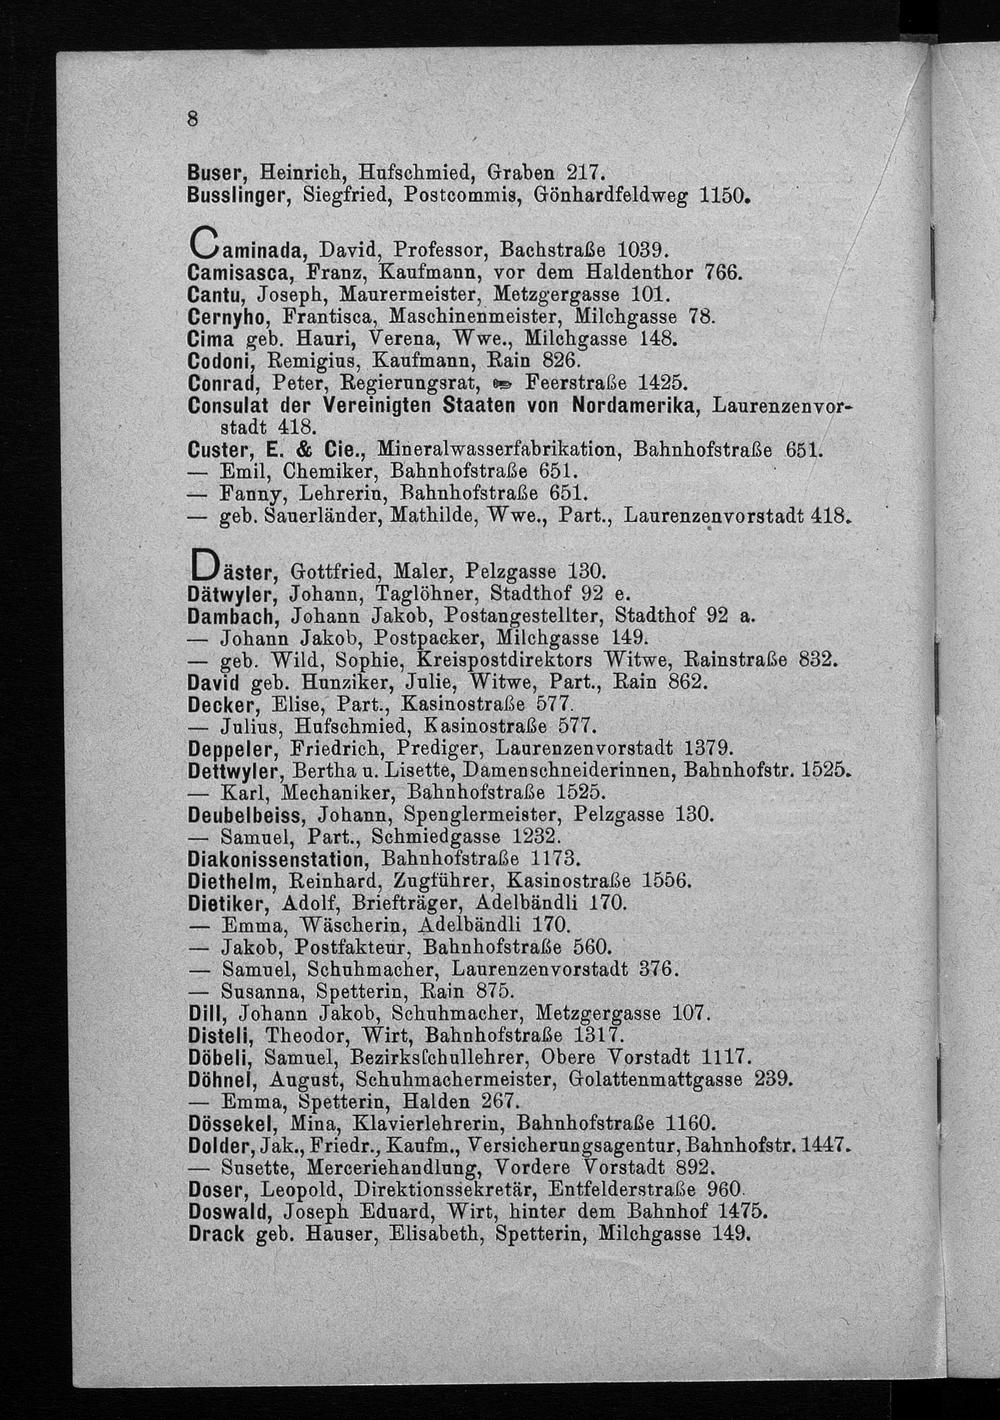 8
Buser, Heinrich, Hufschmied, Graben 217.
Busslinger, Siegfried, Postcommis, Gönhardfeldweg 1150.
Caminada, David, Professor, Bachstraße 1039.
Camisasca, Franz, Kaufmann, vor dem Haldenthor 766.
Cantu, Joseph, Maurermeister, Metzgergasse 101.
Cernyho, Frantisca, Maschinenmeister, Milchgasse 78.
Cima geb. Hauri, Verena, Wwe., Milchgasse 148.
Codoni, Remigius, Kaufmann, Rain 826.
Conrad, Peter, Regierungsrat, Feerstraße 1425.
Consulat der Vereinigten Staaten von Nordamerika, Laurenzenvor-
stadt 418.
Custer, E. & Cie., Mineralwasserfabrikation, Bahnhofstraße 651.
— Emil, Chemiker, Bahnhofstraße 651.
— Fanny, Lehrerin, Bahnhofstraße 651.
— geb. Sauerländer, Mathilde, Wwe., Part., Laurenzenvorstadt 418.
Däster, Gottfried, Maler, Pelzgasse 130.
Dätwyler, Johann, Taglöhner, Stadthof 92 e.
Dambach, Johann Jakob, Postangestellter, Stadthof 92 a.
— Johann Jakob, Postpacker, Milchgasse 149.
— geb. Wild, Sophie, Kreispostdirektors Witwe, Rainstraße 832.
David geb. Hunziker, Julie, Witwe, Part., Rain 862.
Decker, Elise, Part., Kasinostraße 577.
— Julius, Hufschmied, Kasinostraße 577.
Deppeler, Friedrich, Prediger, Laurenzenvorstadt 1379.
Dettwyler, Bertha u. Lisette, Damenschneiderinnen, Bahnhofstr. 1525.
— Karl, Mechaniker, Bahnhofstraße 1525.
Deubelbeiss, Johann, Spenglermeister, Pelzgasse 130.
— Samuel, Part., Schmiedgasse 1232.
Diakonissenstation, Bahnhofstraße 1173.
Diethelm, Reinhard, Zugführer, Kasinostraße 1556.
Dietiker, Adolf, Briefträger, Adelbändli 170.
— Emma, Wäscherin, Adelbändli 170.
— Jakob, Postfakteur, Bahnhofstraße 560.
— Samuel, Schuhmacher, Laurenzenvorstadt 376.
— Susanna, Spetterin, Rain 875.
Dill, Johann Jakob, Schuhmacher, Metzgergasse 107.
Disteli, Theodor, Wirt, Bahnhofstraße 1317.
Döbeli, Samuel, Bezirksſchullehrer, Obere Vorstadt 1117.
Döhnel, August, Schuhmachermeister, Golattenmattgasse 239.
— Emma, Spetterin, Halden 267.
Dössekel, Mina, Klavierlehrerin, Bahnhofstraße 1160.
Dolder, Jak., Friedr., Kaufm., Versicherungsagentur, Bahnhofstr. 1447.
— Susette, Merceriehandlung, Vordere Vorstadt 892.
Doser, Leopold, Direktionssekretär, Entfelderstraße 960.
Doswald, Joseph Eduard, Wirt, hinter dem Bahnhof 1475.
Drack geb. Hauser, Elisabeth, Spetterin, Milchgasse 149.